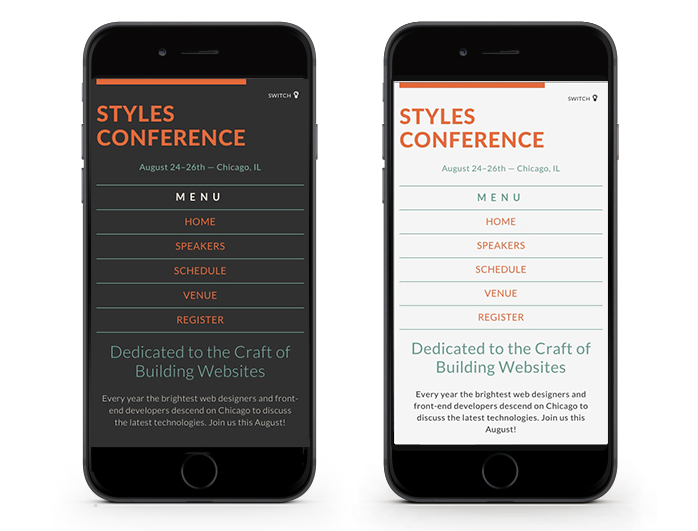 SWITCH
STYLES
CONFERENCE
August 24–26th — Chicago, IL
MENU
HOME
SPEAKERS
SCHEDULE
VENUE
REGISTER
Dedicated to the Craft of
Building Websites
Every year the brightest web designers and front-
end developers descend on Chicago to discuss
the latest technologies. Join us this August!
SWITCH
STYLES
CONFERENCE
August 24–26th — Chicago, IL
MENU
HOME
SPEAKERS
SCHEDULE
VENUE
REGISTER
Dedicated to the Craft of
Building Websites
Every year the brightest web designers and
front-end developers descend on Chicago to
discuss the latest technologies. Join us this
August!